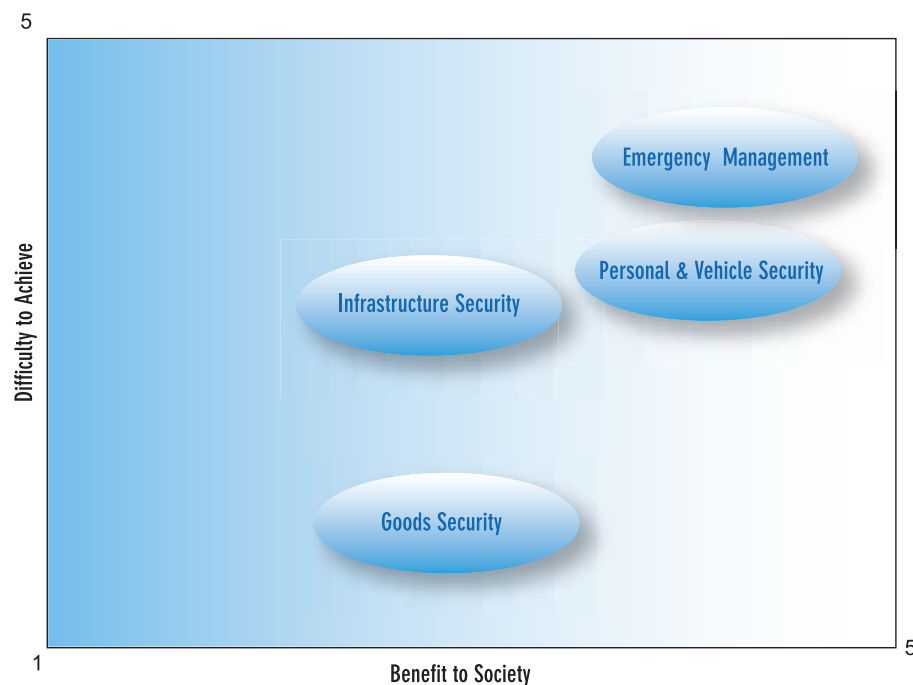 5
Emergency Management
Personal & Vehicle Security
Infrastructure Security
Difficulty to Achieve
Goods Security
1
5
Benefit to Society